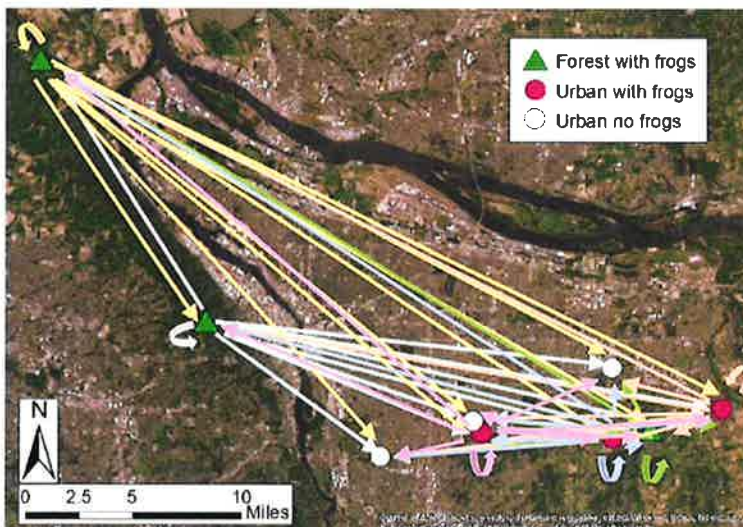 Forest with frogs
Urban with frogs
Urban no frogs
N
0 2.5 5 10
Miles